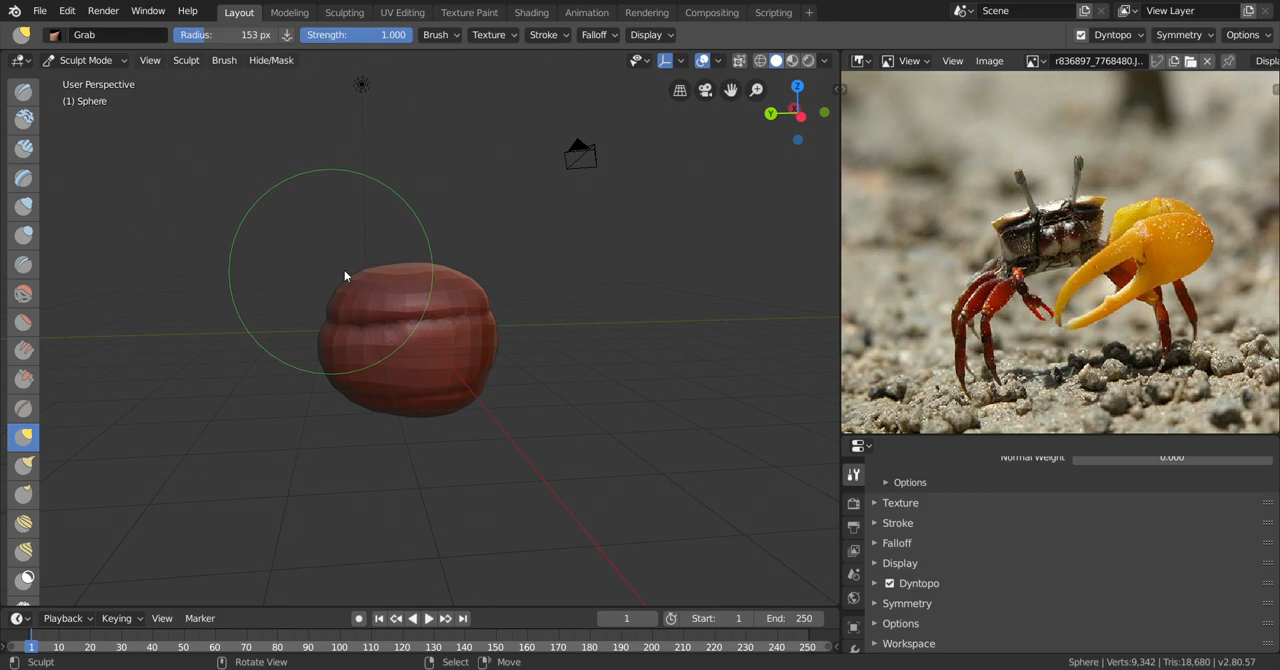 File Edit Render Window Help Layout Modeling Sculpting UV Editing Texture Paint Shading Animation Rendering Compositing Scripting + Scene View Layer
Grab Radius: 153 px Strength: 1.000 Brush Texture Stroke Falloff Display Dyntopo Symmetry Options
Sculpt Mode View Sculpt Brush Hide/Mask View View Image r836897_7768480.J.. Displa
User Perspective
(1) Sphere
Z
Y
X
Normal Weight 0.000
Options
Texture
Stroke
Falloff
Display
Dyntopo
Symmetry
Options
Workspace
Playback Keying View Marker 1 Start: 1 End: 250
1 10 20 30 40 50 60 70 80 90 100 110 120 130 140 150 160 170 180 190 200 210 220 230 240 250
Sculpt Rotate View Select Move Sphere | Verts:9,342 | Tris:18,680 | v2.80.57